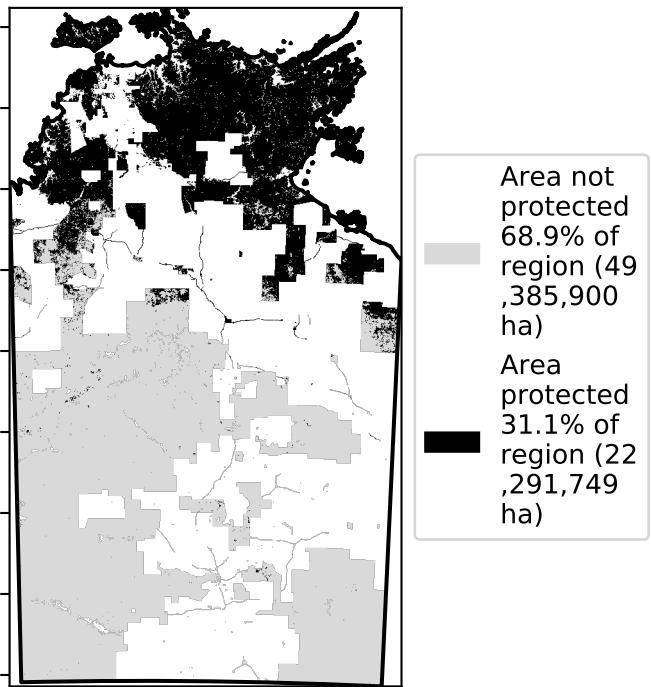 Area not
protected
68.9% of
region (49
,385,900
ha)
Area
protected
31.1% of
region (22
,291,749
ha)